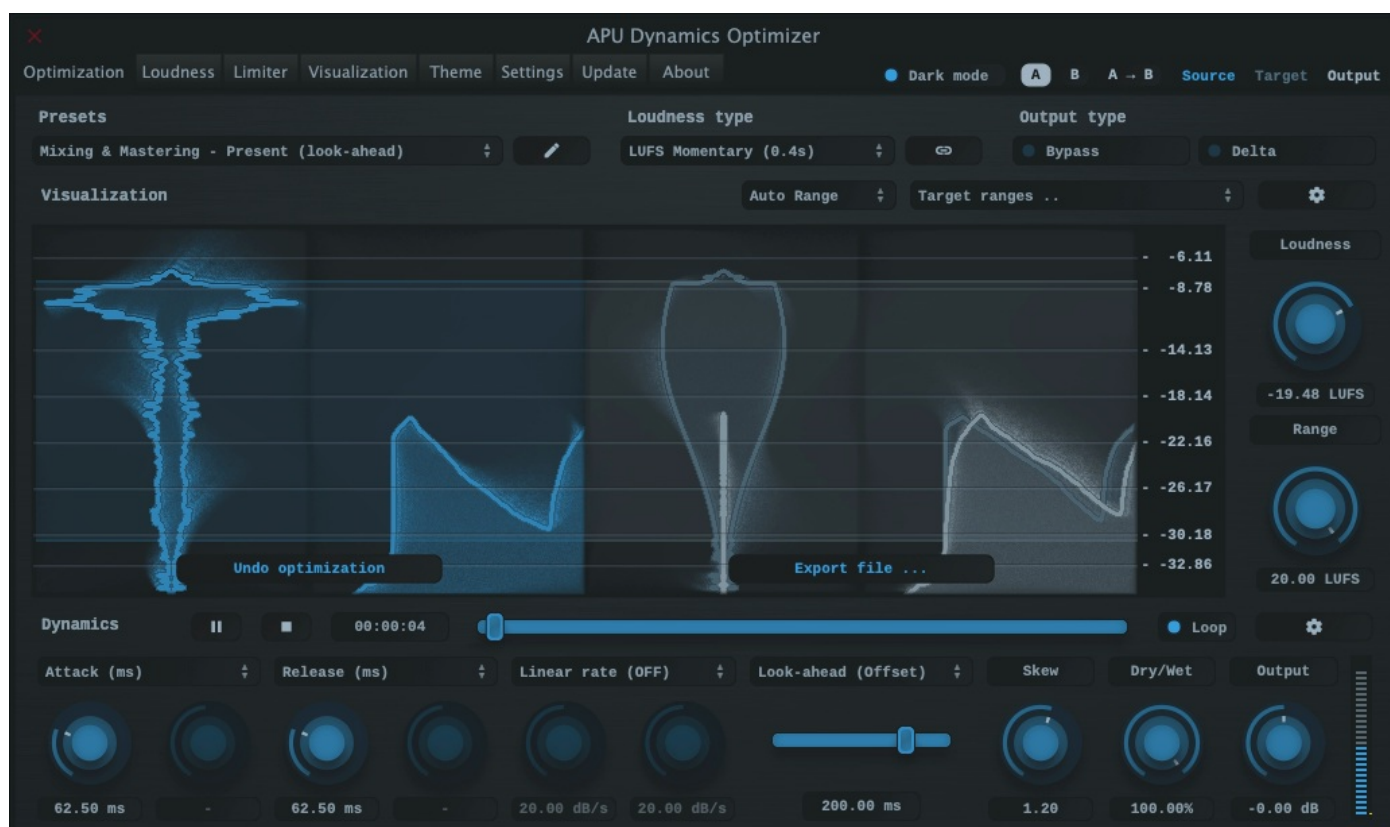 APU Dynamics Optimizer
Optimization Loudness Limiter Visualization Theme Settings Update About
Dark mode A B A → B Source Target Output
Presets Loudness type Output type
Mixing & Mastering - Present (look-ahead) LUFS Momentary (0.4s) Bypass Delta
Visualization Auto Range Target ranges ..
Loudness
- -6.11
- -8.78
- -14.13
- -18.14
-19.48 LUFS
Range
- -22.16
- -26.17
- -30.18
- -32.86
Undo optimization Export file ...
20.00 LUFS
Dynamics 00:00:04 Loop
Attack (ms) Release (ms) Linear rate (OFF) Look-ahead (Offset) Skew Dry/Wet Output
62.50 ms - 62.50 ms - 20.00 dB/s 20.00 dB/s 200.00 ms 1.20 100.00% -0.00 dB